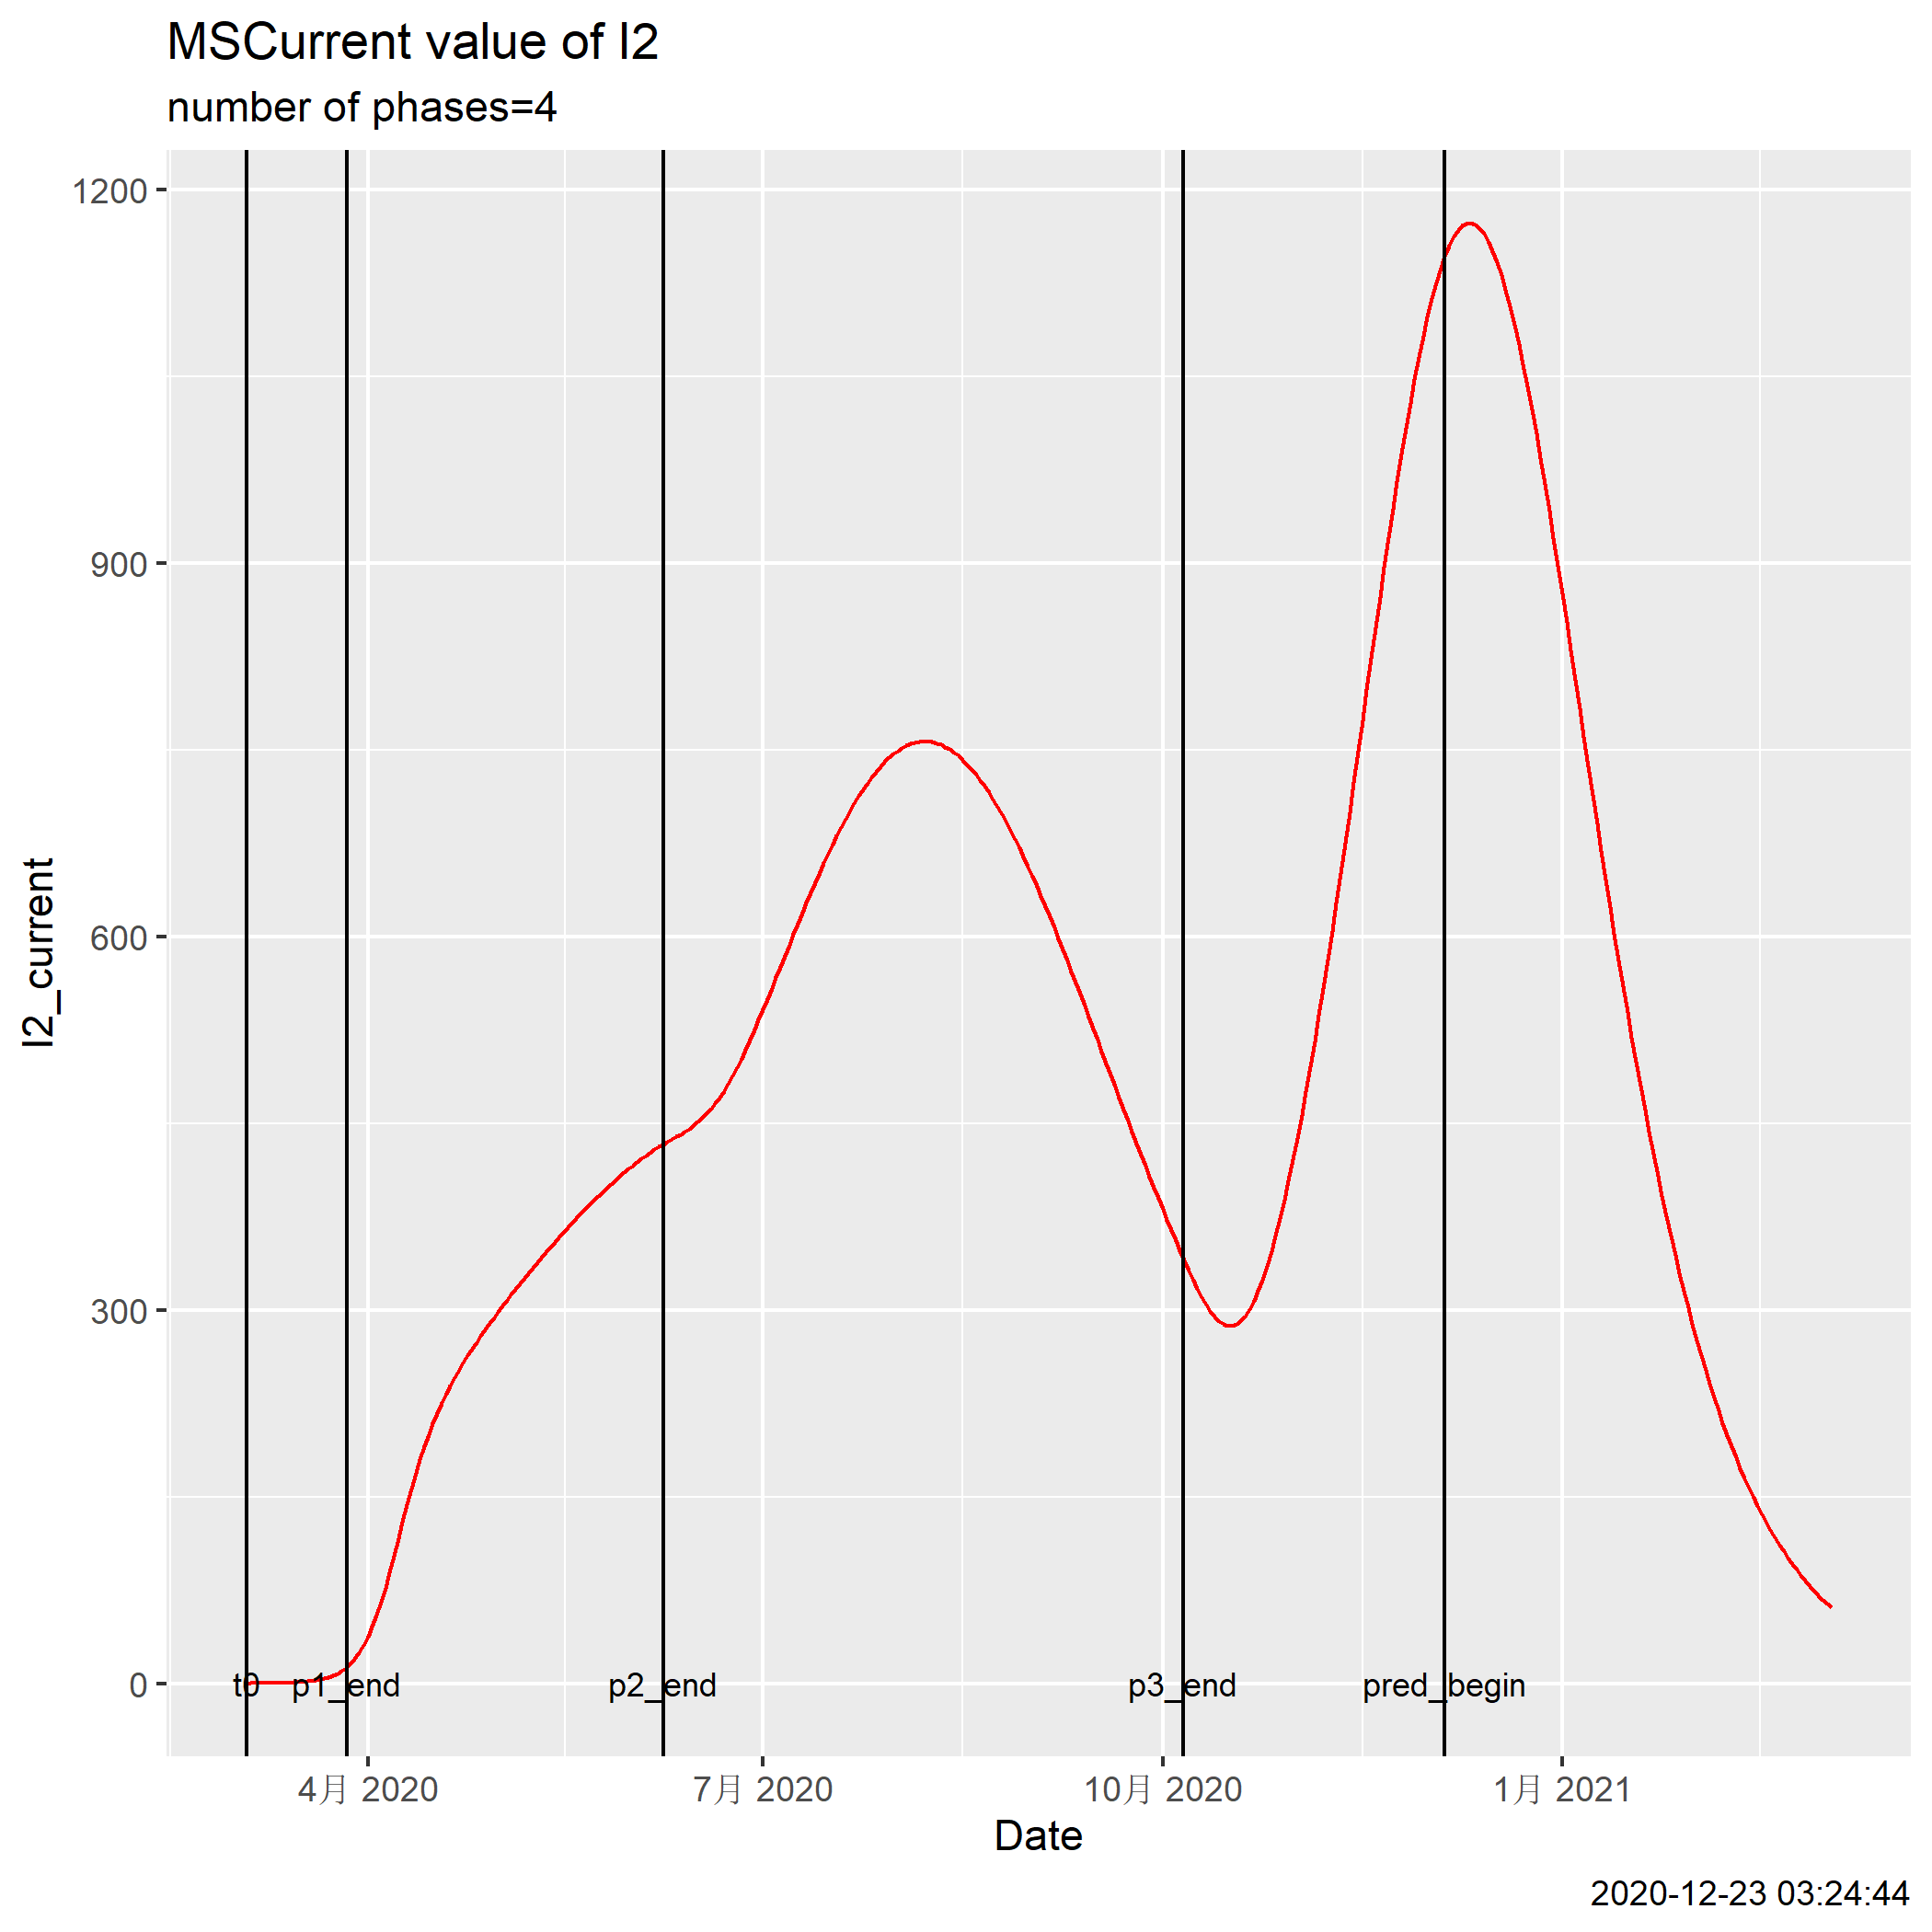 MSCurrent value of I2
number of phases=4
1200
900
600
300
0
I2_current
t0
p1_end
p2_end
p3_end
pred_begin
4月 2020
7月 2020
10月 2020
1月 2021
Date
2020-12-23 03:24:44